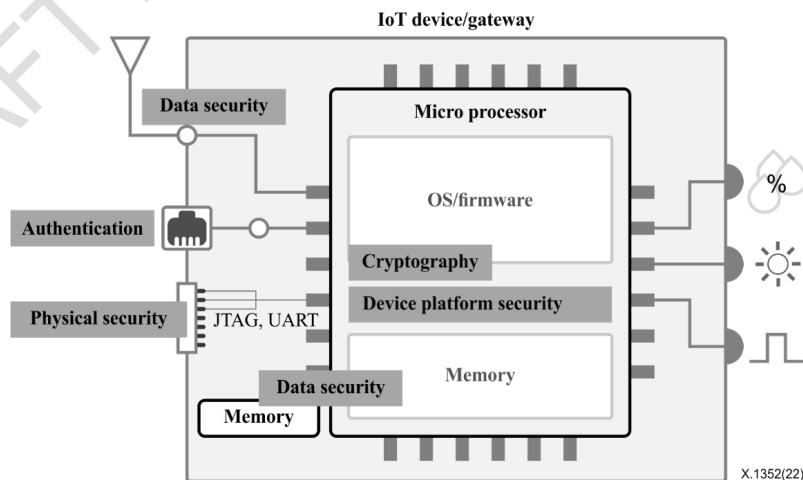 IoT device/gateway
Data security
Micro processor
OS/firmware
%
Authentication
Cryptography
Device platform security
Physical security
JTAG, UART
Data security
Memory
Memory
X.1352(22)